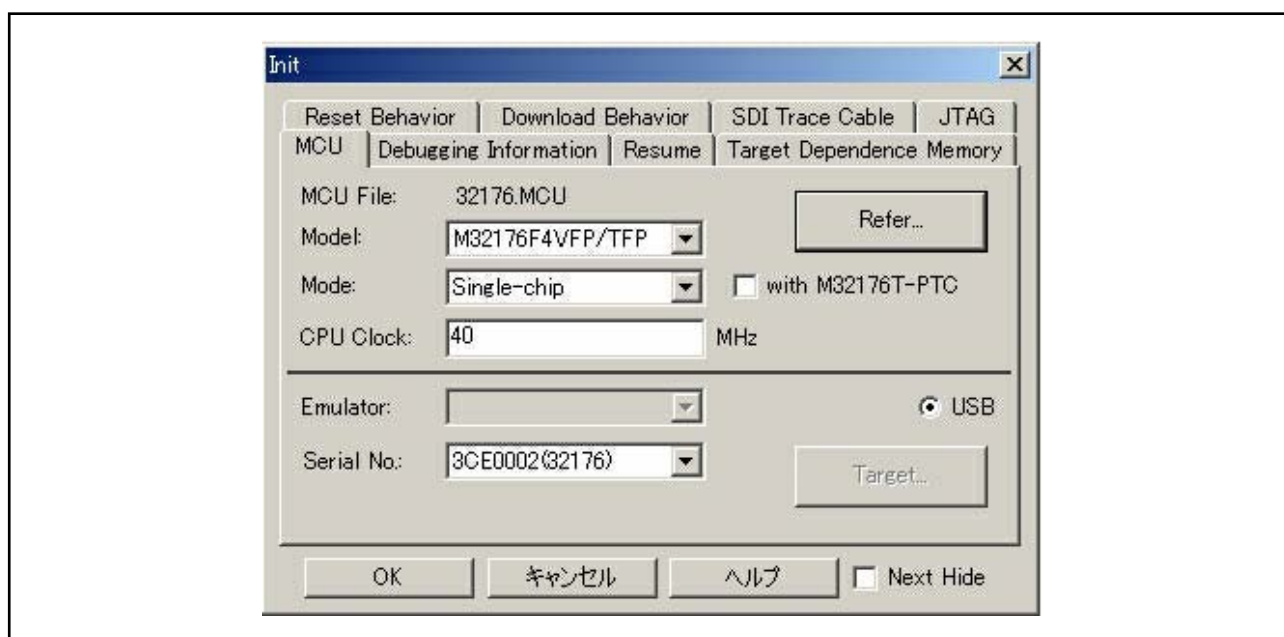 Init
Reset Behavior Download Behavior SDI Trace Cable JTAG
MCU Debugging Information Resume Target Dependence Memory
MCU File: 32176.MCU
Refer...
Model: M32176F4VFP/TFP
Mode: Single-chip with M32176T-PTC
CPU Clock: 40 MHz
Emulator: USB
Serial No.: 3CE0002(32176)
Target...
OK キャンセル ヘルプ Next Hide